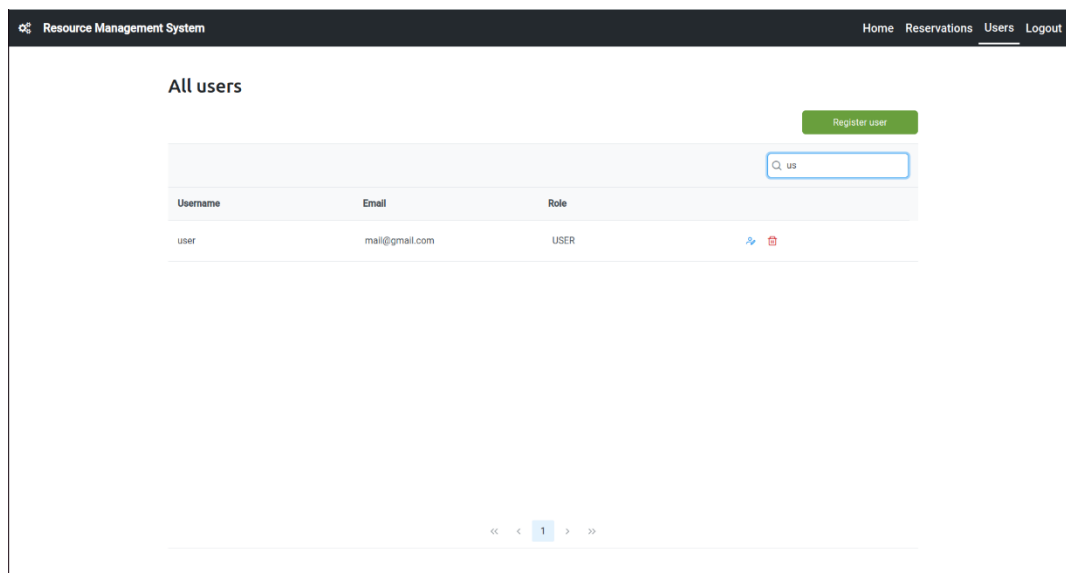 Resource Management System Home Reservations Users Logout
All users
Register user
us
Username Email Role
user mail@gmail.com USER
<< < 1 > >>